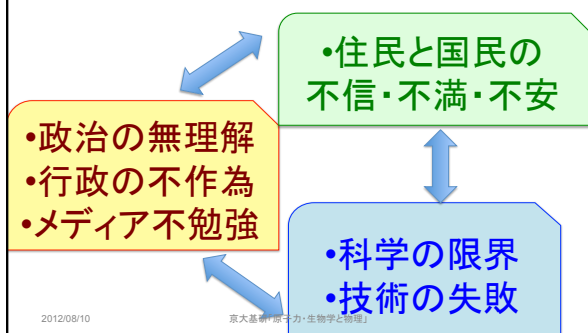 •住民と国民の
不信・不満・不安
•政治の無理解
•行政の不作為
•メディア不勉強
•科学の限界
•技術の失敗
2012/08/10
京大基研「原子力・生物学と物理」